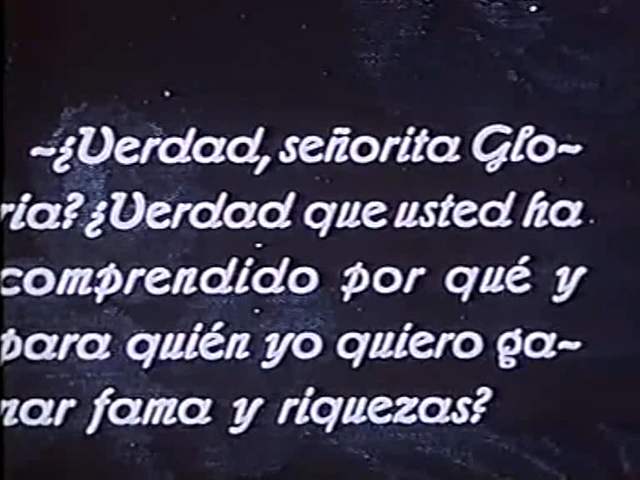 ~¿Verdad, señorita Glo~
ria? ¿Verdad que usted ha
comprendido por qué y
para quién yo quiero ga~
nar fama y riquezas?